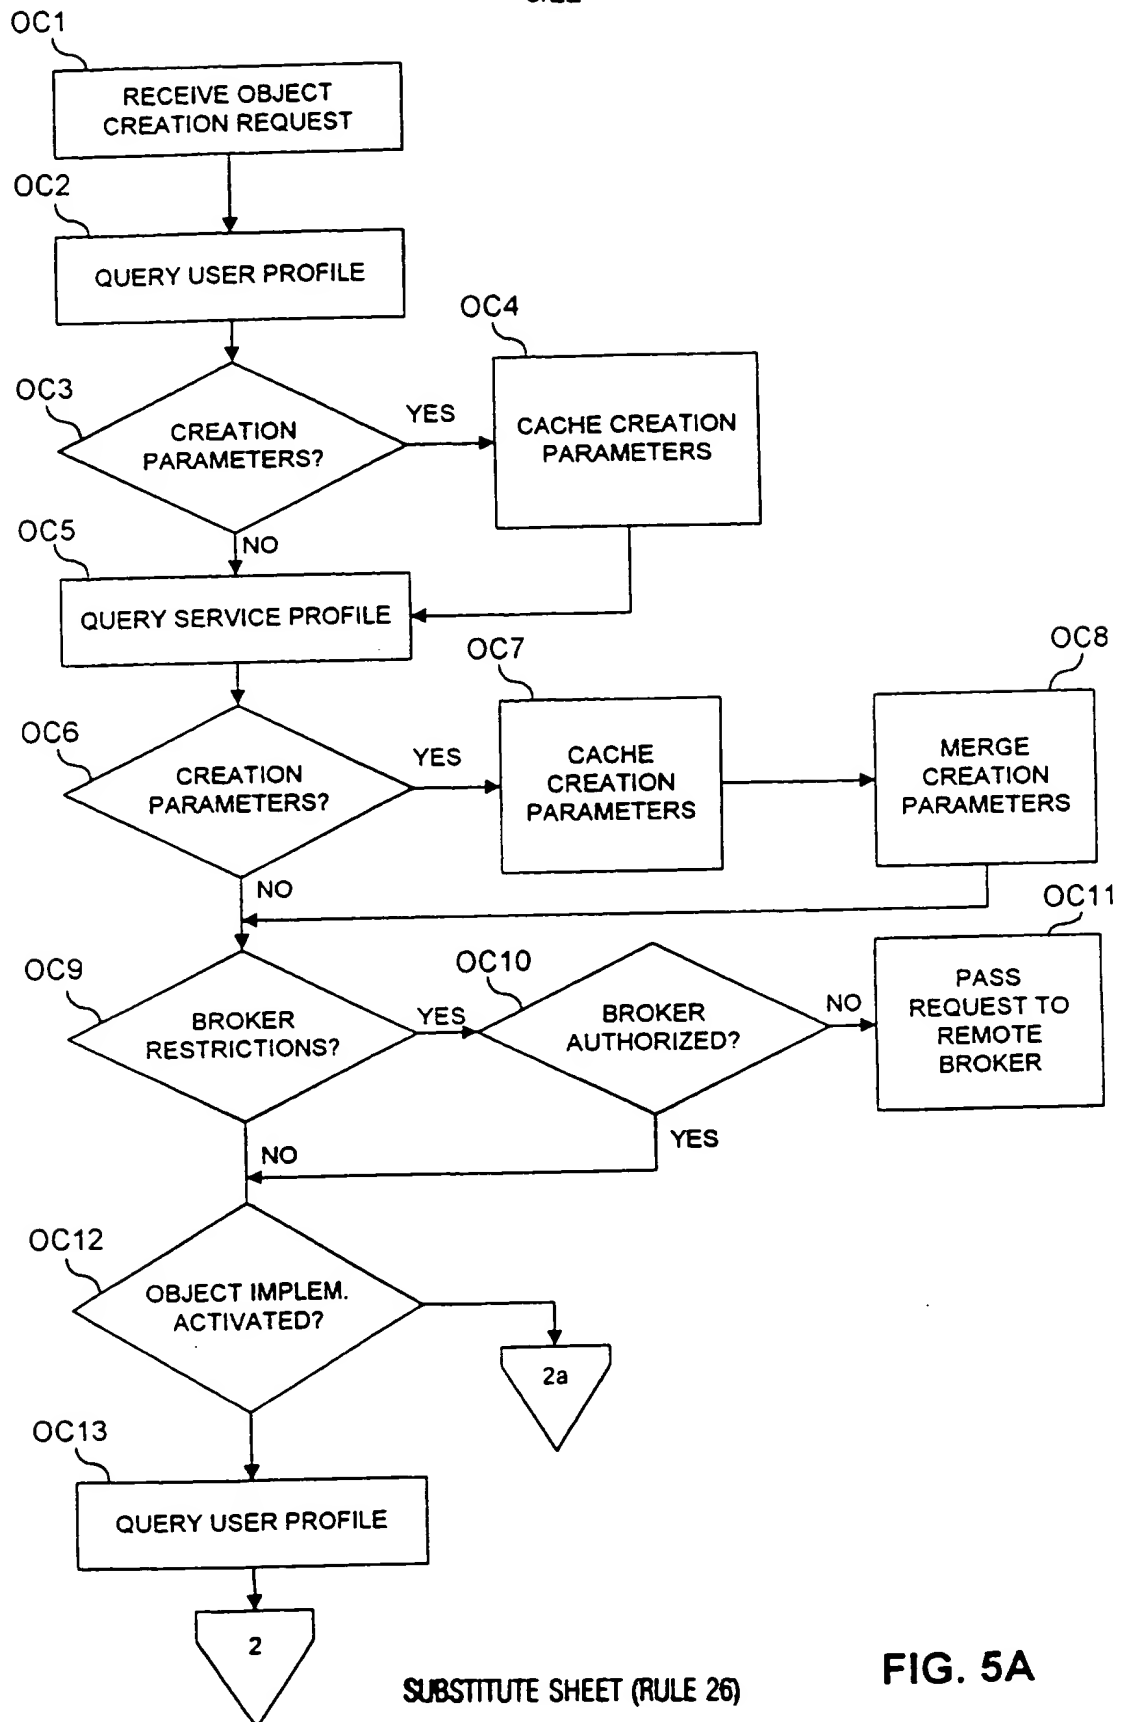 OC1
RECEIVE OBJECT
CREATION REQUEST
OC2
QUERY USER PROFILE
OC3
CREATION
PARAMETERS?
YES
OC4
CACHE CREATION
PARAMETERS
NO
OC5
QUERY SERVICE PROFILE
OC6
CREATION
PARAMETERS?
YES
OC7
CACHE
CREATION
PARAMETERS
OC8
MERGE
CREATION
PARAMETERS
NO
OC9
BROKER
RESTRICTIONS?
YES
OC10
BROKER
AUTHORIZED?
NO
OC11
PASS
REQUEST TO
REMOTE
BROKER
NO
YES
OC12
OBJECT IMPLEM.
ACTIVATED?
2a
OC13
QUERY USER PROFILE
2
SUBSTITUTE SHEET (RULE 26)
FIG. 5A